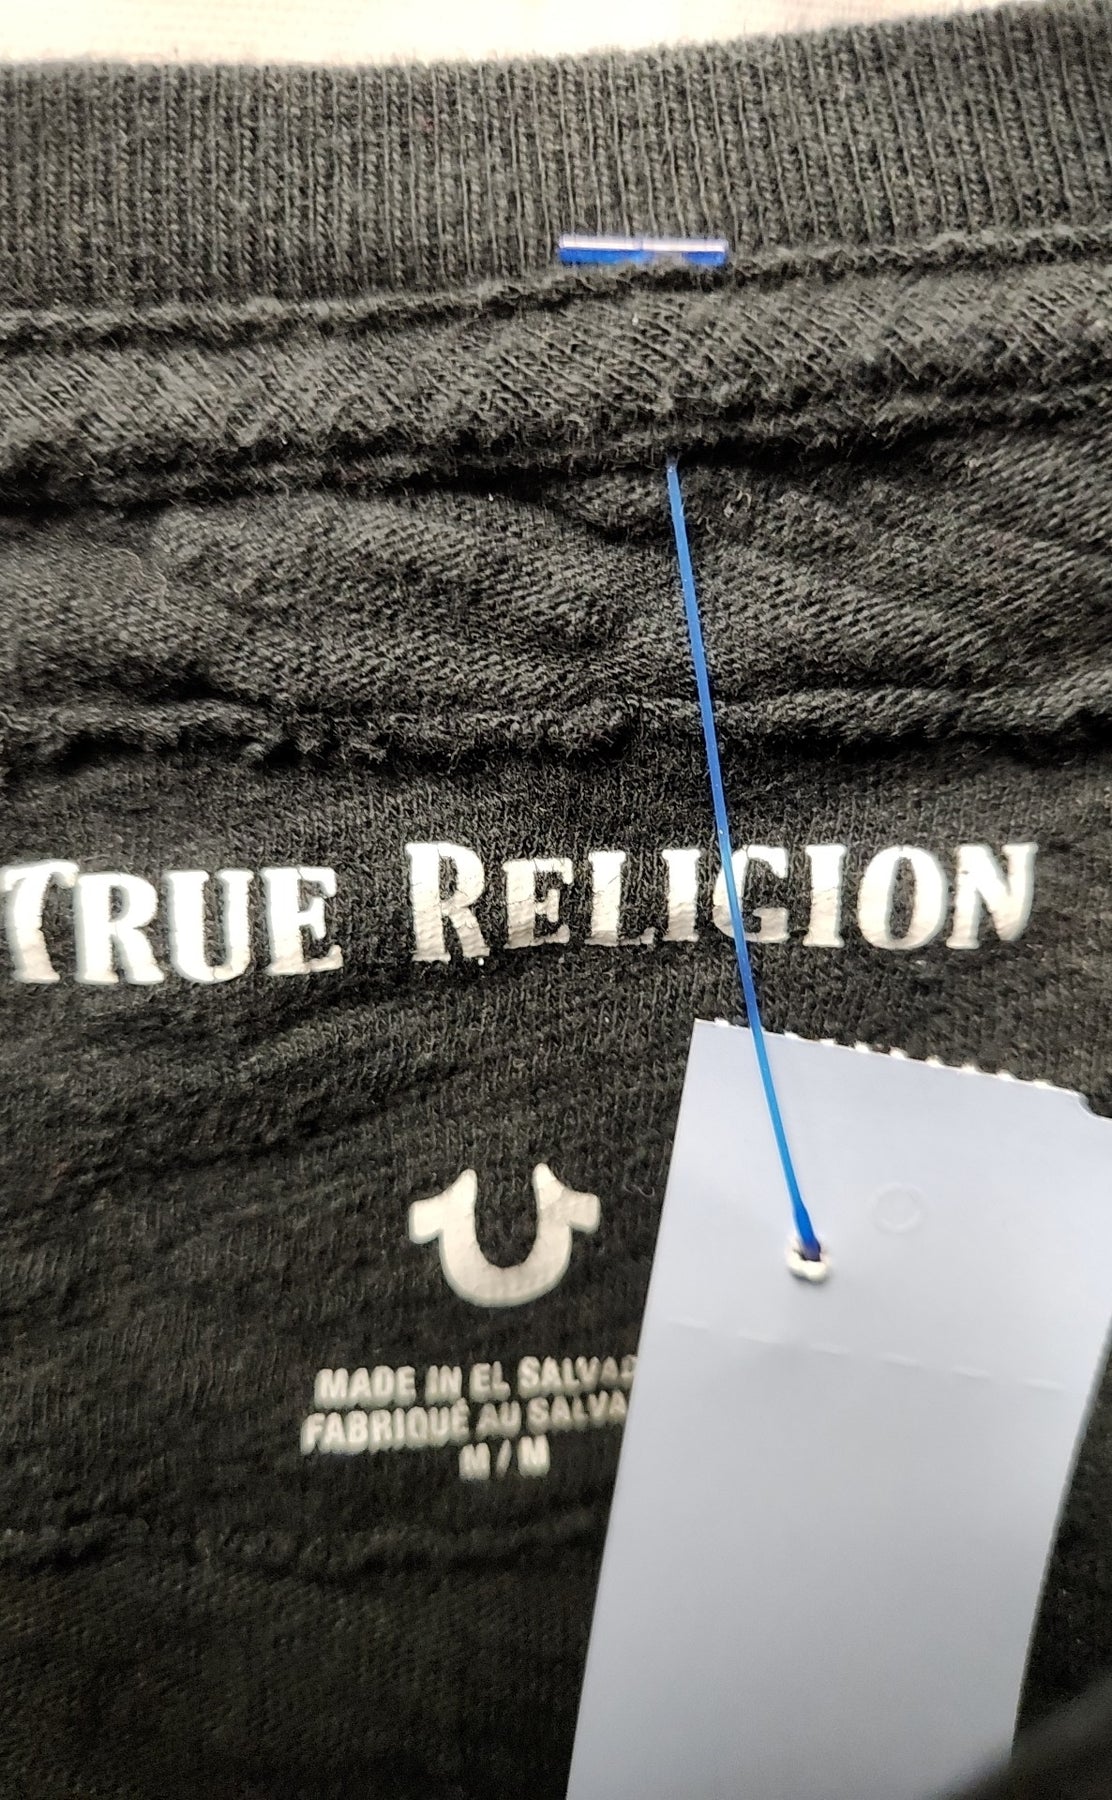 TRUE RELIGION
MADE IN EL SALVAD
FABRIQUÉ AU SALVA
M / M